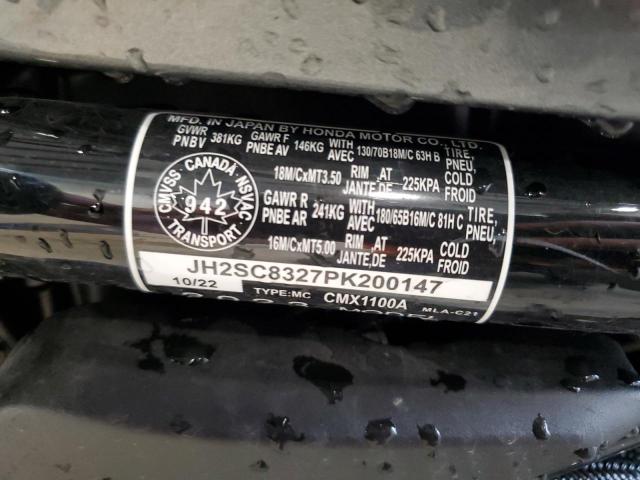 MFD. IN JAPAN BY HONDA MOTOR CO., LTD.
GVWR 381KG GAWR F 146KG WITH 130/70B18M/C 63H B TIRE,
PNBV PNBE AV AVEC PNEU,
18M/CxMT3.50 RIM AT 225KPA COLD
JANTE,DE FROID
GAWR R 241KG WITH 180/65B16M/C 81H C TIRE,
PNBE AR AVEC PNEU,
16M/CxMT5.00 RIM AT 225KPA COLD
JANTE,DE FROID
CMVSS CANADA NSVAC
942
TRANSPORT
JH2SC8327PK200147
10/22 TYPE:MC CMX1100A MLA-C21